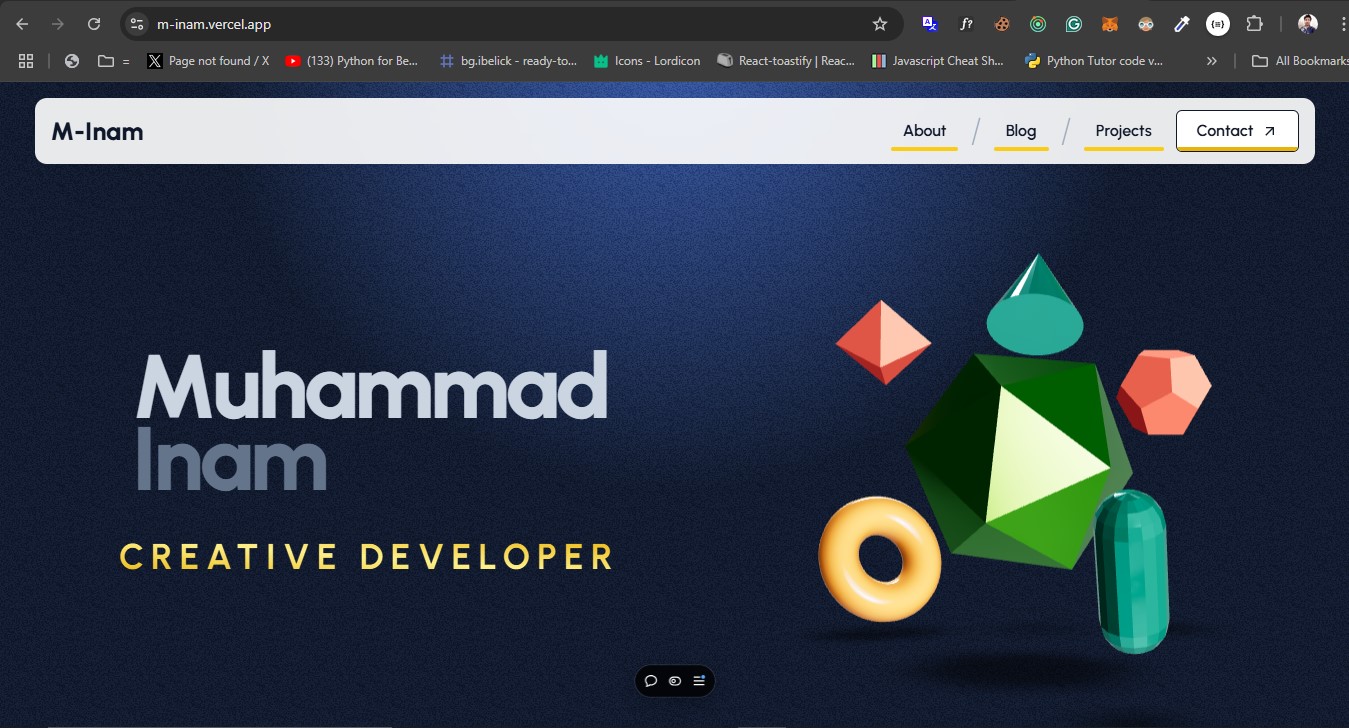 m-inam.vercel.app
Page not found / X
(133) Python for Be...
bg.ibelick - ready-to...
Icons - Lordicon
React-toastify | Reac...
Javascript Cheat Sh...
Python Tutor code v...
»
All Bookmarks
M-Inam
About / Blog / Projects Contact
Muhammad
Inam
CREATIVE DEVELOPER